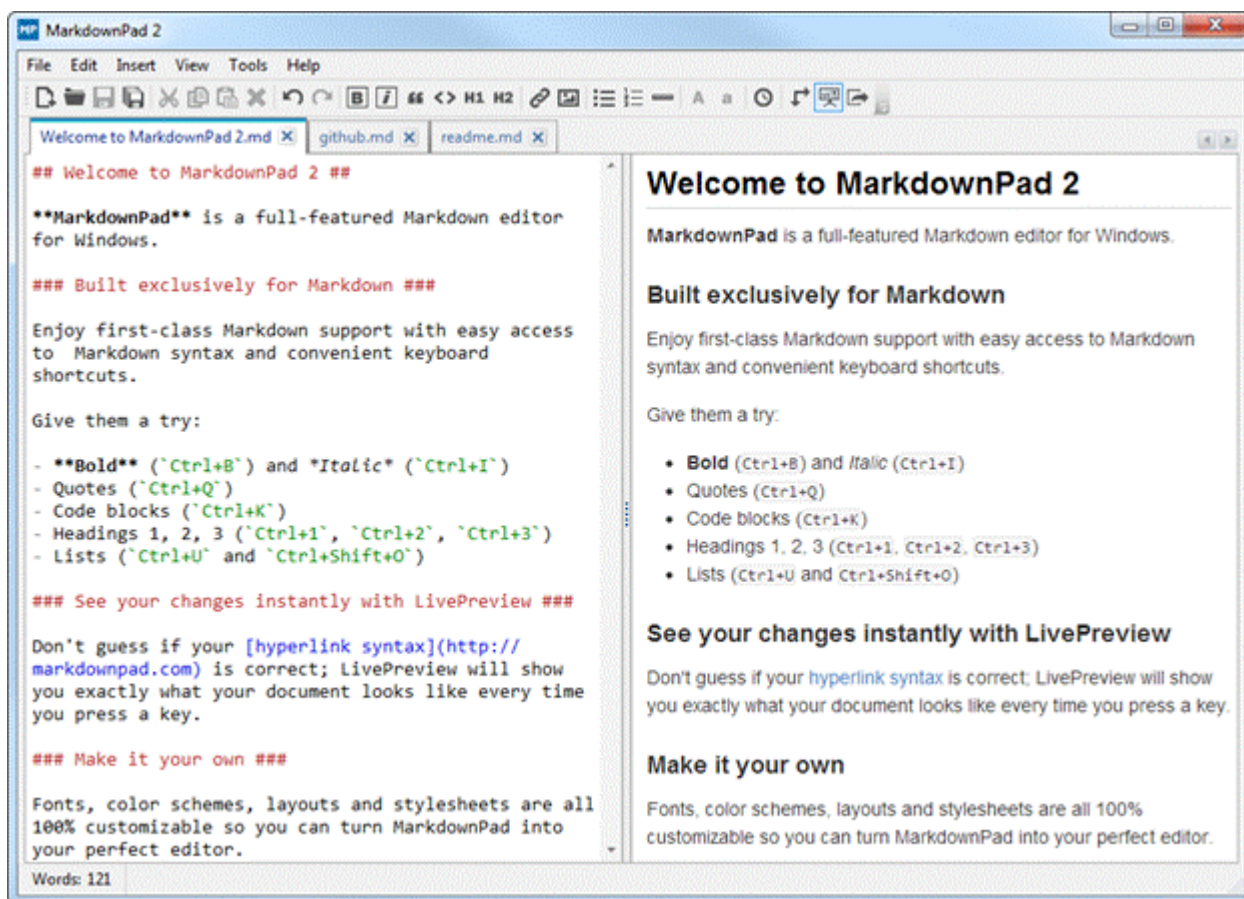 MarkdownPad 2
File Edit Insert View Tools Help
B i “ <> H1 H2 A a
Welcome to MarkdownPad 2.md github.md readme.md
## Welcome to MarkdownPad 2 ##
**MarkdownPad** is a full-featured Markdown editor
for Windows.
### Built exclusively for Markdown ###
Enjoy first-class Markdown support with easy access
to  Markdown syntax and convenient keyboard
shortcuts.
Give them a try:
- **Bold** (`Ctrl+B`) and *Italic* (`Ctrl+I`)
- Quotes (`Ctrl+Q`)
- Code blocks (`Ctrl+K`)
- Headings 1, 2, 3 (`Ctrl+1`, `Ctrl+2`, `Ctrl+3`)
- Lists (`Ctrl+U` and `Ctrl+Shift+O`)
### See your changes instantly with LivePreview ###
Don't guess if your [hyperlink syntax](http://
markdownpad.com) is correct; LivePreview will show
you exactly what your document looks like every time
you press a key.
### Make it your own ###
Fonts, color schemes, layouts and stylesheets are all
100% customizable so you can turn MarkdownPad into
your perfect editor.
Welcome to MarkdownPad 2
MarkdownPad is a full-featured Markdown editor for Windows.
Built exclusively for Markdown
Enjoy first-class Markdown support with easy access to Markdown
syntax and convenient keyboard shortcuts.
Give them a try:
• Bold (Ctrl+B) and Italic (Ctrl+I)
• Quotes (Ctrl+Q)
• Code blocks (Ctrl+K)
• Headings 1, 2, 3 (Ctrl+1, Ctrl+2, Ctrl+3)
• Lists (Ctrl+U and Ctrl+Shift+O)
See your changes instantly with LivePreview
Don't guess if your hyperlink syntax is correct; LivePreview will show
you exactly what your document looks like every time you press a key.
Make it your own
Fonts, color schemes, layouts and stylesheets are all 100%
customizable so you can turn MarkdownPad into your perfect editor.
Words: 121